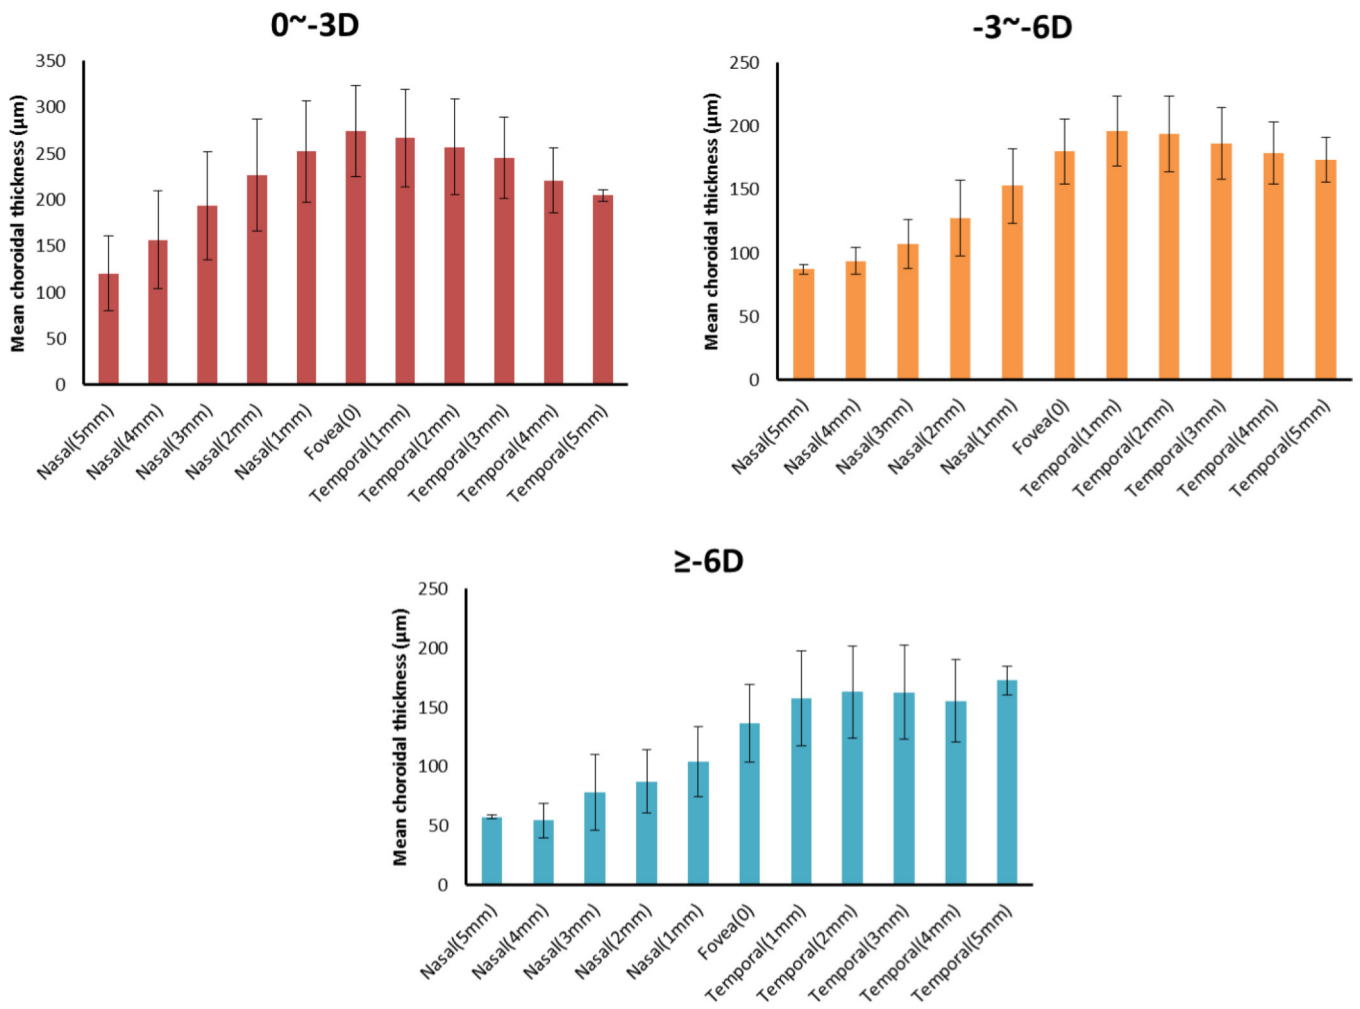 0~-3D
Mean choroidal thickness (µm)
350
300
250
200
150
100
50
0
Nasal(5mm)
Nasal(4mm)
Nasal(3mm)
Nasal(2mm)
Nasal(1mm)
Fovea(0)
Temporal(1mm)
Temporal(2mm)
Temporal(3mm)
Temporal(4mm)
Temporal(5mm)
-3~-6D
Mean choroidal thickness (µm)
250
200
150
100
50
0
Nasal(5mm)
Nasal(4mm)
Nasal(3mm)
Nasal(2mm)
Nasal(1mm)
Fovea(0)
Temporal(1mm)
Temporal(2mm)
Temporal(3mm)
Temporal(4mm)
Temporal(5mm)
≥-6D
Mean choroidal thickness (µm)
250
200
150
100
50
0
Nasal(5mm)
Nasal(4mm)
Nasal(3mm)
Nasal(2mm)
Nasal(1mm)
Fovea(0)
Temporal(1mm)
Temporal(2mm)
Temporal(3mm)
Temporal(4mm)
Temporal(5mm)